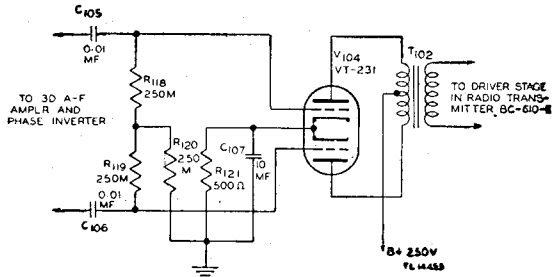 C105
0.01
MF
R118
250M
TO 3D A-F
AMPLR AND
PHASE INVERTER
R119
250M
0.01
MF
C106
R120
250
M
R121
500Ω
C107
10
MF
V104
VT-231
T102
TO DRIVER STAGE
IN RADIO TRANS-
MITTER BC-610-E
B+ 250V
TL14455